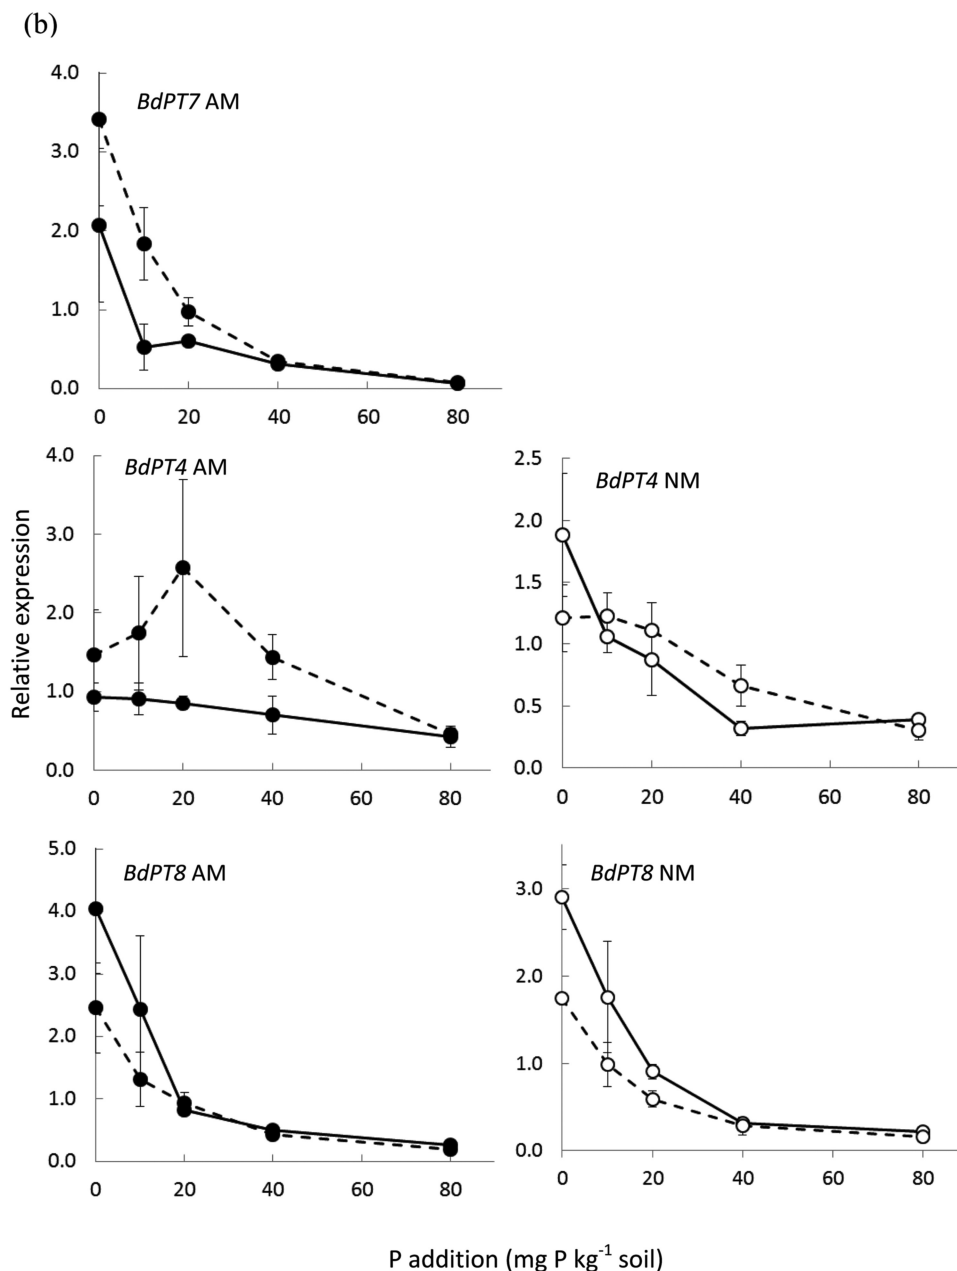 (b)
4.0
BdPT7 AM
3.0
2.0
1.0
0.0
0 20 40 60 80
4.0
BdPT4 AM
3.0
2.0
1.0
0.0
0 20 40 60 80
2.5
BdPT4 NM
2.0
1.5
1.0
0.5
0.0
0 20 40 60 80
Relative expression
5.0
BdPT8 AM
4.0
3.0
2.0
1.0
0.0
0 20 40 60 80
BdPT8 NM
3.0
2.0
1.0
0.0
0 20 40 60 80
P addition (mg P kg⁻¹ soil)